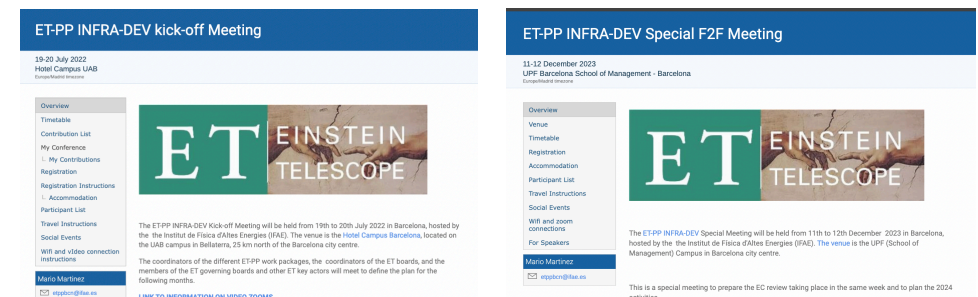 ET-PP INFRA-DEV kick-off Meeting
19-20 July 2022
Hotel Campus UAB
Europe/Madrid timezone
Overview
Timetable
Contribution List
My Conference
My Contributions
Registration
Registration Instructions
Accommodation
Participant List
Travel Instructions
Social Events
Wifi and vIdeo connection
instructions
Mario Martinez
etppbcn@ifae.es
ET EINSTEIN
TELESCOPE
The ET-PP INFRA-DEV Kick-off Meeting will be held from 19th to 20th July 2022 in Barcelona, hosted by
the the Institut de Física d'Altes Energies (IFAE). The venue is the Hotel Campus Barcelona, located on
the UAB campus in Bellaterra, 25 km north of the Barcelona city centre.
The coordinators of the different ET-PP work packages, the coordinators of the ET boards, and the
members of the ET governing boards and other ET key actors will meet to define the plan for the
following months.
LINK TO INFORMATION ON VIDEO ZOOMS
ET-PP INFRA-DEV Special F2F Meeting
11-12 December 2023
UPF Barcelona School of Management - Barcelona
Europe/Madrid timezone
Overview
Venue
Timetable
Registration
Accommodation
Participant List
Travel Instructions
Social Events
Wifi and zoom
connections
For Speakers
Mario Martinez
etppbcn@ifae.es
ET EINSTEIN
TELESCOPE
The ET-PP INFRA-DEV Special Meeting will be held from 11th to 12th December 2023 in Barcelona,
hosted by the the Institut de Física d'Altes Energies (IFAE). The venue is the UPF (School of
Management) Campus in Barcelona city centre.
This is a special meeting to prepare the EC review taking place in the same week and to plan the 2024